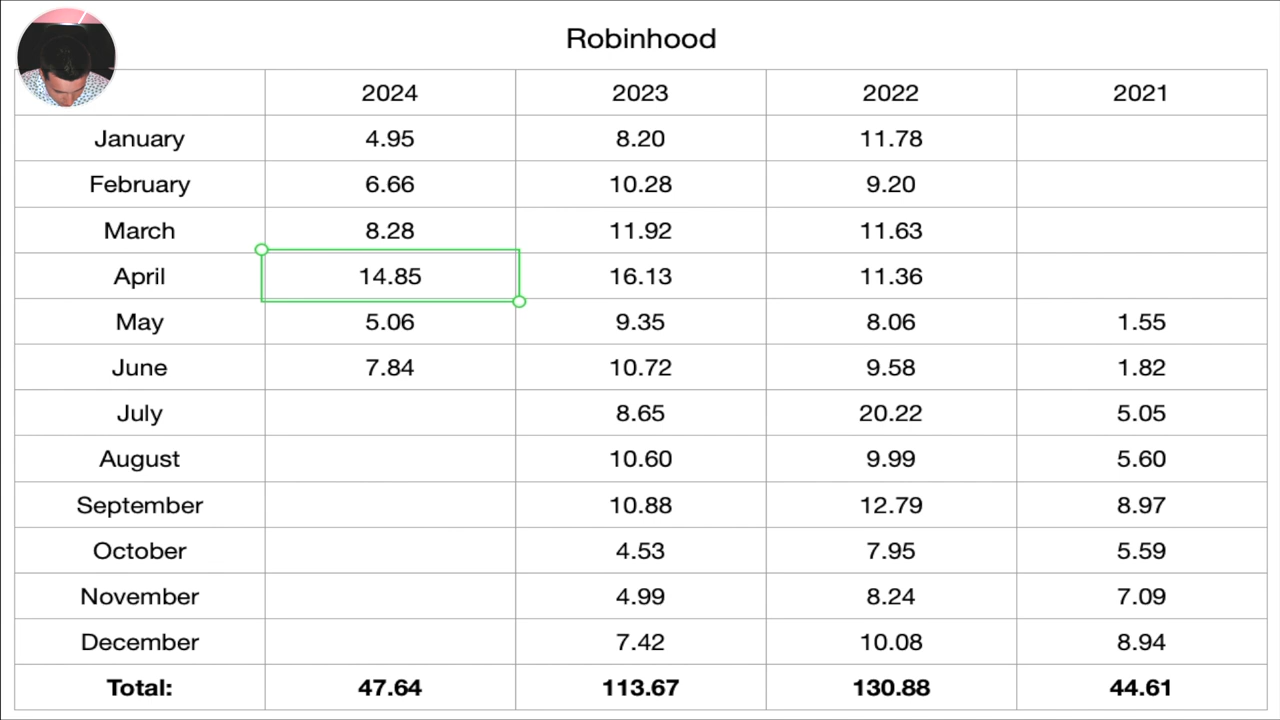 Robinhood
2024 2023 2022 2021
January 4.95 8.20 11.78
February 6.66 10.28 9.20
March 8.28 11.92 11.63
April 14.85 16.13 11.36
May 5.06 9.35 8.06 1.55
June 7.84 10.72 9.58 1.82
July 8.65 20.22 5.05
August 10.60 9.99 5.60
September 10.88 12.79 8.97
October 4.53 7.95 5.59
November 4.99 8.24 7.09
December 7.42 10.08 8.94
Total: 47.64 113.67 130.88 44.61